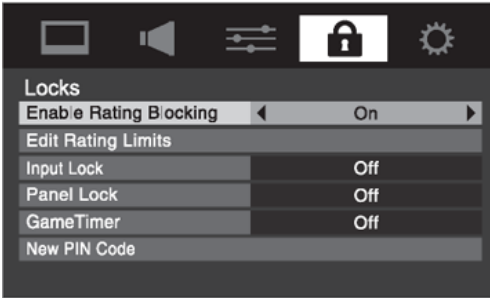 Locks
Enable Rating Blocking On
Edit Rating Limits
Input Lock Off
Panel Lock Off
GameTimer Off
New PIN Code